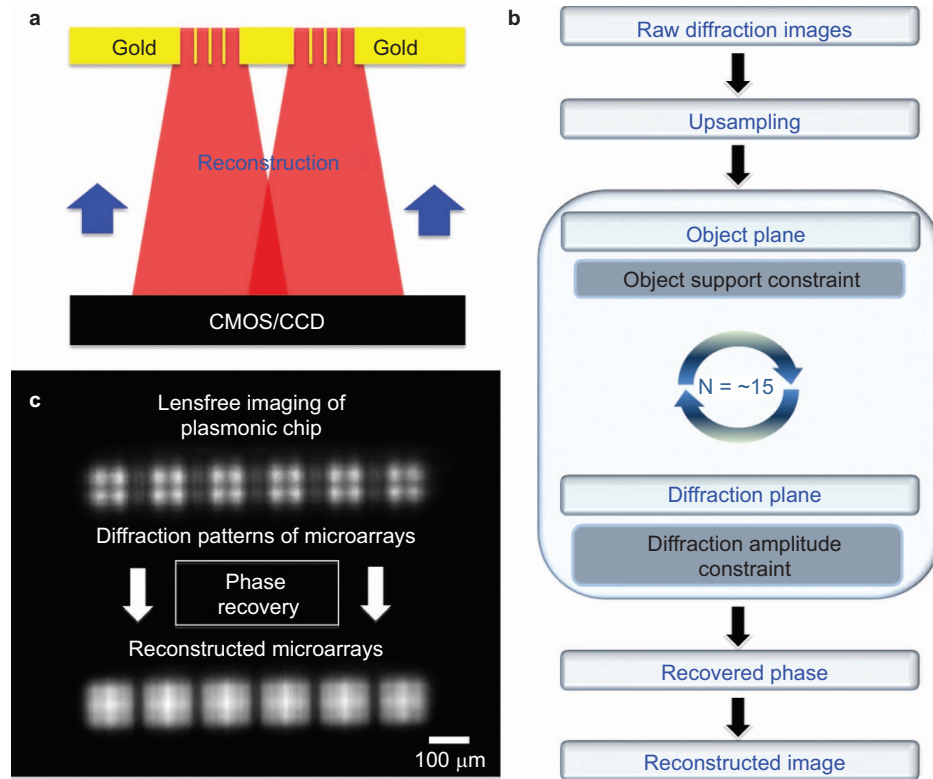 a
Gold
Gold
Reconstruction
CMOS/CCD
b
Raw diffraction images
Upsampling
Object plane
Object support constraint
N = ~15
Diffraction plane
Diffraction amplitude
constraint
Recovered phase
Reconstructed image
c
Lensfree imaging of
plasmonic chip
Diffraction patterns of microarrays
Phase
recovery
Reconstructed microarrays
100 μm